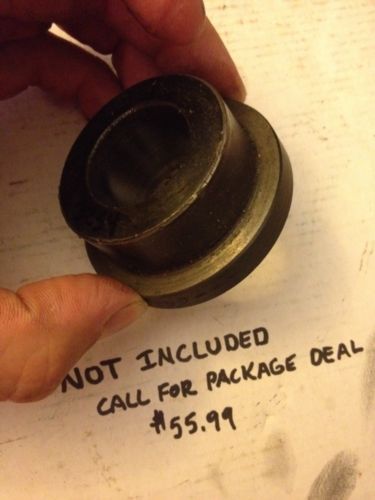 NOT INCLUDED
CALL FOR PACKAGE DEAL
$55.99